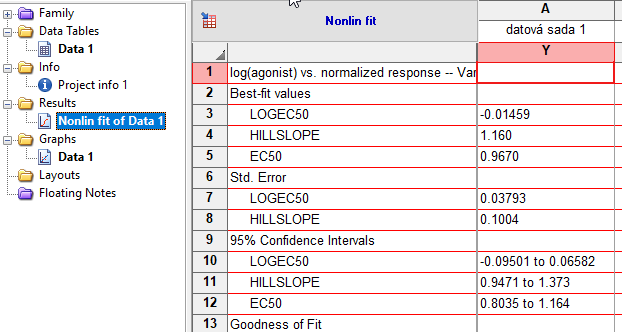 Family
Data Tables
Data 1
Info
Project info 1
Results
Nonlin fit of Data 1
Graphs
Data 1
Layouts
Floating Notes
Nonlin fit
A
datová sada 1
Y
1 log(agonist) vs. normalized response -- Var
2 Best-fit values
3 LOGEC50 -0.01459
4 HILLSLOPE 1.160
5 EC50 0.9670
6 Std. Error
7 LOGEC50 0.03793
8 HILLSLOPE 0.1004
9 95% Confidence Intervals
10 LOGEC50 -0.09501 to 0.06582
11 HILLSLOPE 0.9471 to 1.373
12 EC50 0.8035 to 1.164
13 Goodness of Fit